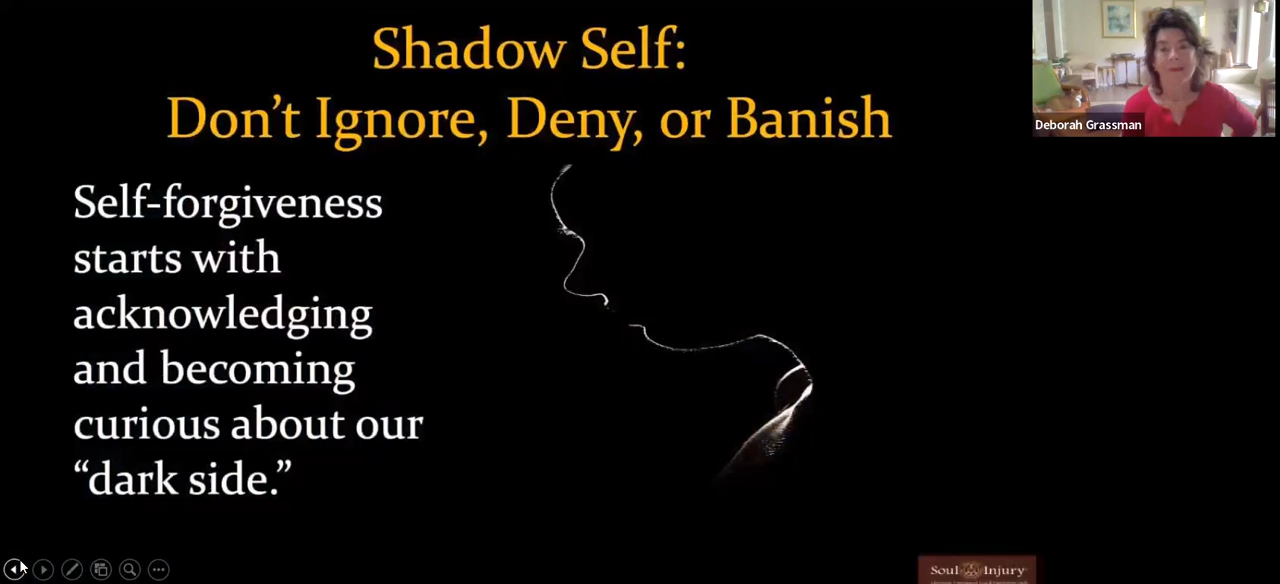 Shadow Self:
Don’t Ignore, Deny, or Banish
Deborah Grassman
Self-forgiveness
starts with
acknowledging
and becoming
curious about our
“dark side.”
Soul Injury